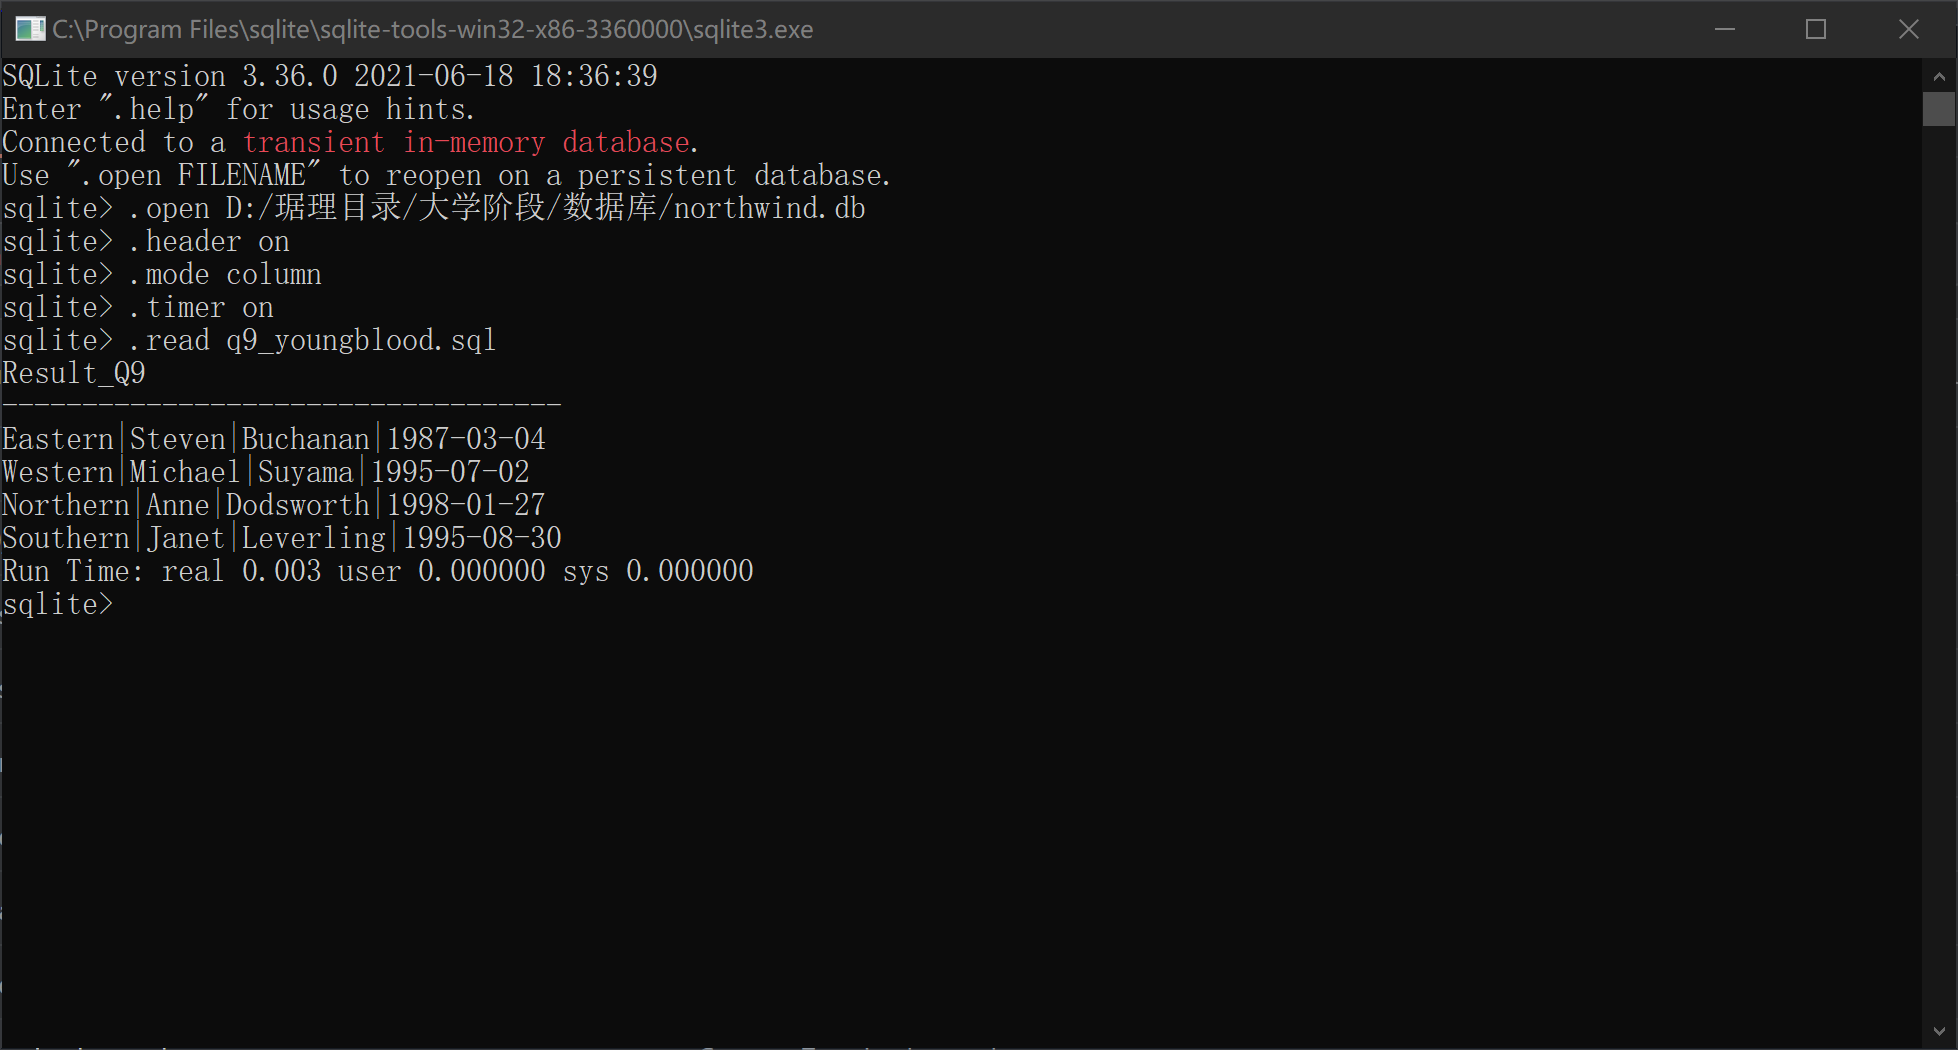 C:\Program Files\sqlite\sqlite-tools-win32-x86-3360000\sqlite3.exe
SQLite version 3.36.0 2021-06-18 18:36:39
Enter ".help" for usage hints.
Connected to a transient in-memory database.
Use ".open FILENAME" to reopen on a persistent database.
sqlite> .open D:/琚理目录/大学阶段/数据库/northwind.db
sqlite> .header on
sqlite> .mode column
sqlite> .timer on
sqlite> .read q9_youngblood.sql
Result_Q9
-----------------------------------
Eastern|Steven|Buchanan|1987-03-04
Western|Michael|Suyama|1995-07-02
Northern|Anne|Dodsworth|1998-01-27
Southern|Janet|Leverling|1995-08-30
Run Time: real 0.003 user 0.000000 sys 0.000000
sqlite>